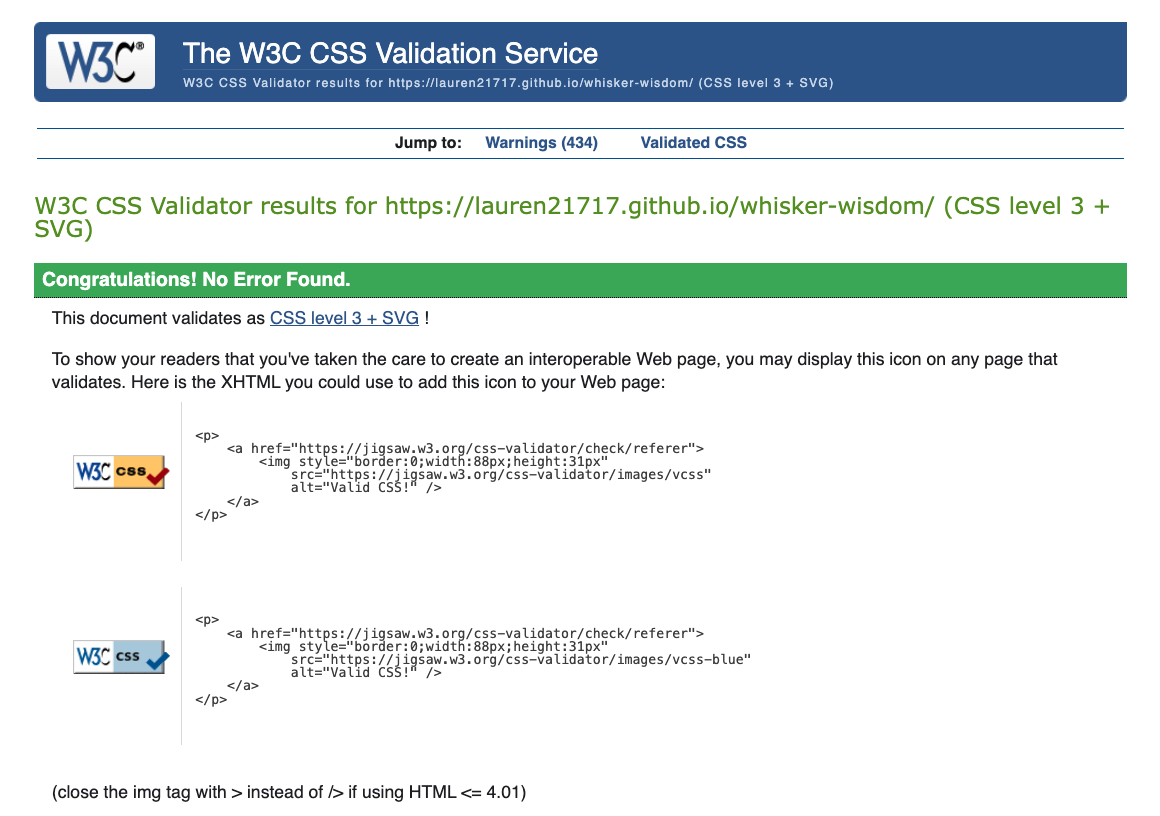 W3C®
The W3C CSS Validation Service
W3C CSS Validator results for https://lauren21717.github.io/whisker-wisdom/ (CSS level 3 + SVG)
Jump to: Warnings (434) Validated CSS
W3C CSS Validator results for https://lauren21717.github.io/whisker-wisdom/ (CSS level 3 +
SVG)
Congratulations! No Error Found.
This document validates as CSS level 3 + SVG !
To show your readers that you've taken the care to create an interoperable Web page, you may display this icon on any page that
validates. Here is the XHTML you could use to add this icon to your Web page:
<p>
    <a href="https://jigsaw.w3.org/css-validator/check/referer">
        <img style="border:0;width:88px;height:31px"
            src="https://jigsaw.w3.org/css-validator/images/vcss"
            alt="Valid CSS!" />
    </a>
</p>
W3C css
<p>
    <a href="https://jigsaw.w3.org/css-validator/check/referer">
        <img style="border:0;width:88px;height:31px"
            src="https://jigsaw.w3.org/css-validator/images/vcss-blue"
            alt="Valid CSS!" />
    </a>
</p>
W3C css
(close the img tag with > instead of /> if using HTML <= 4.01)